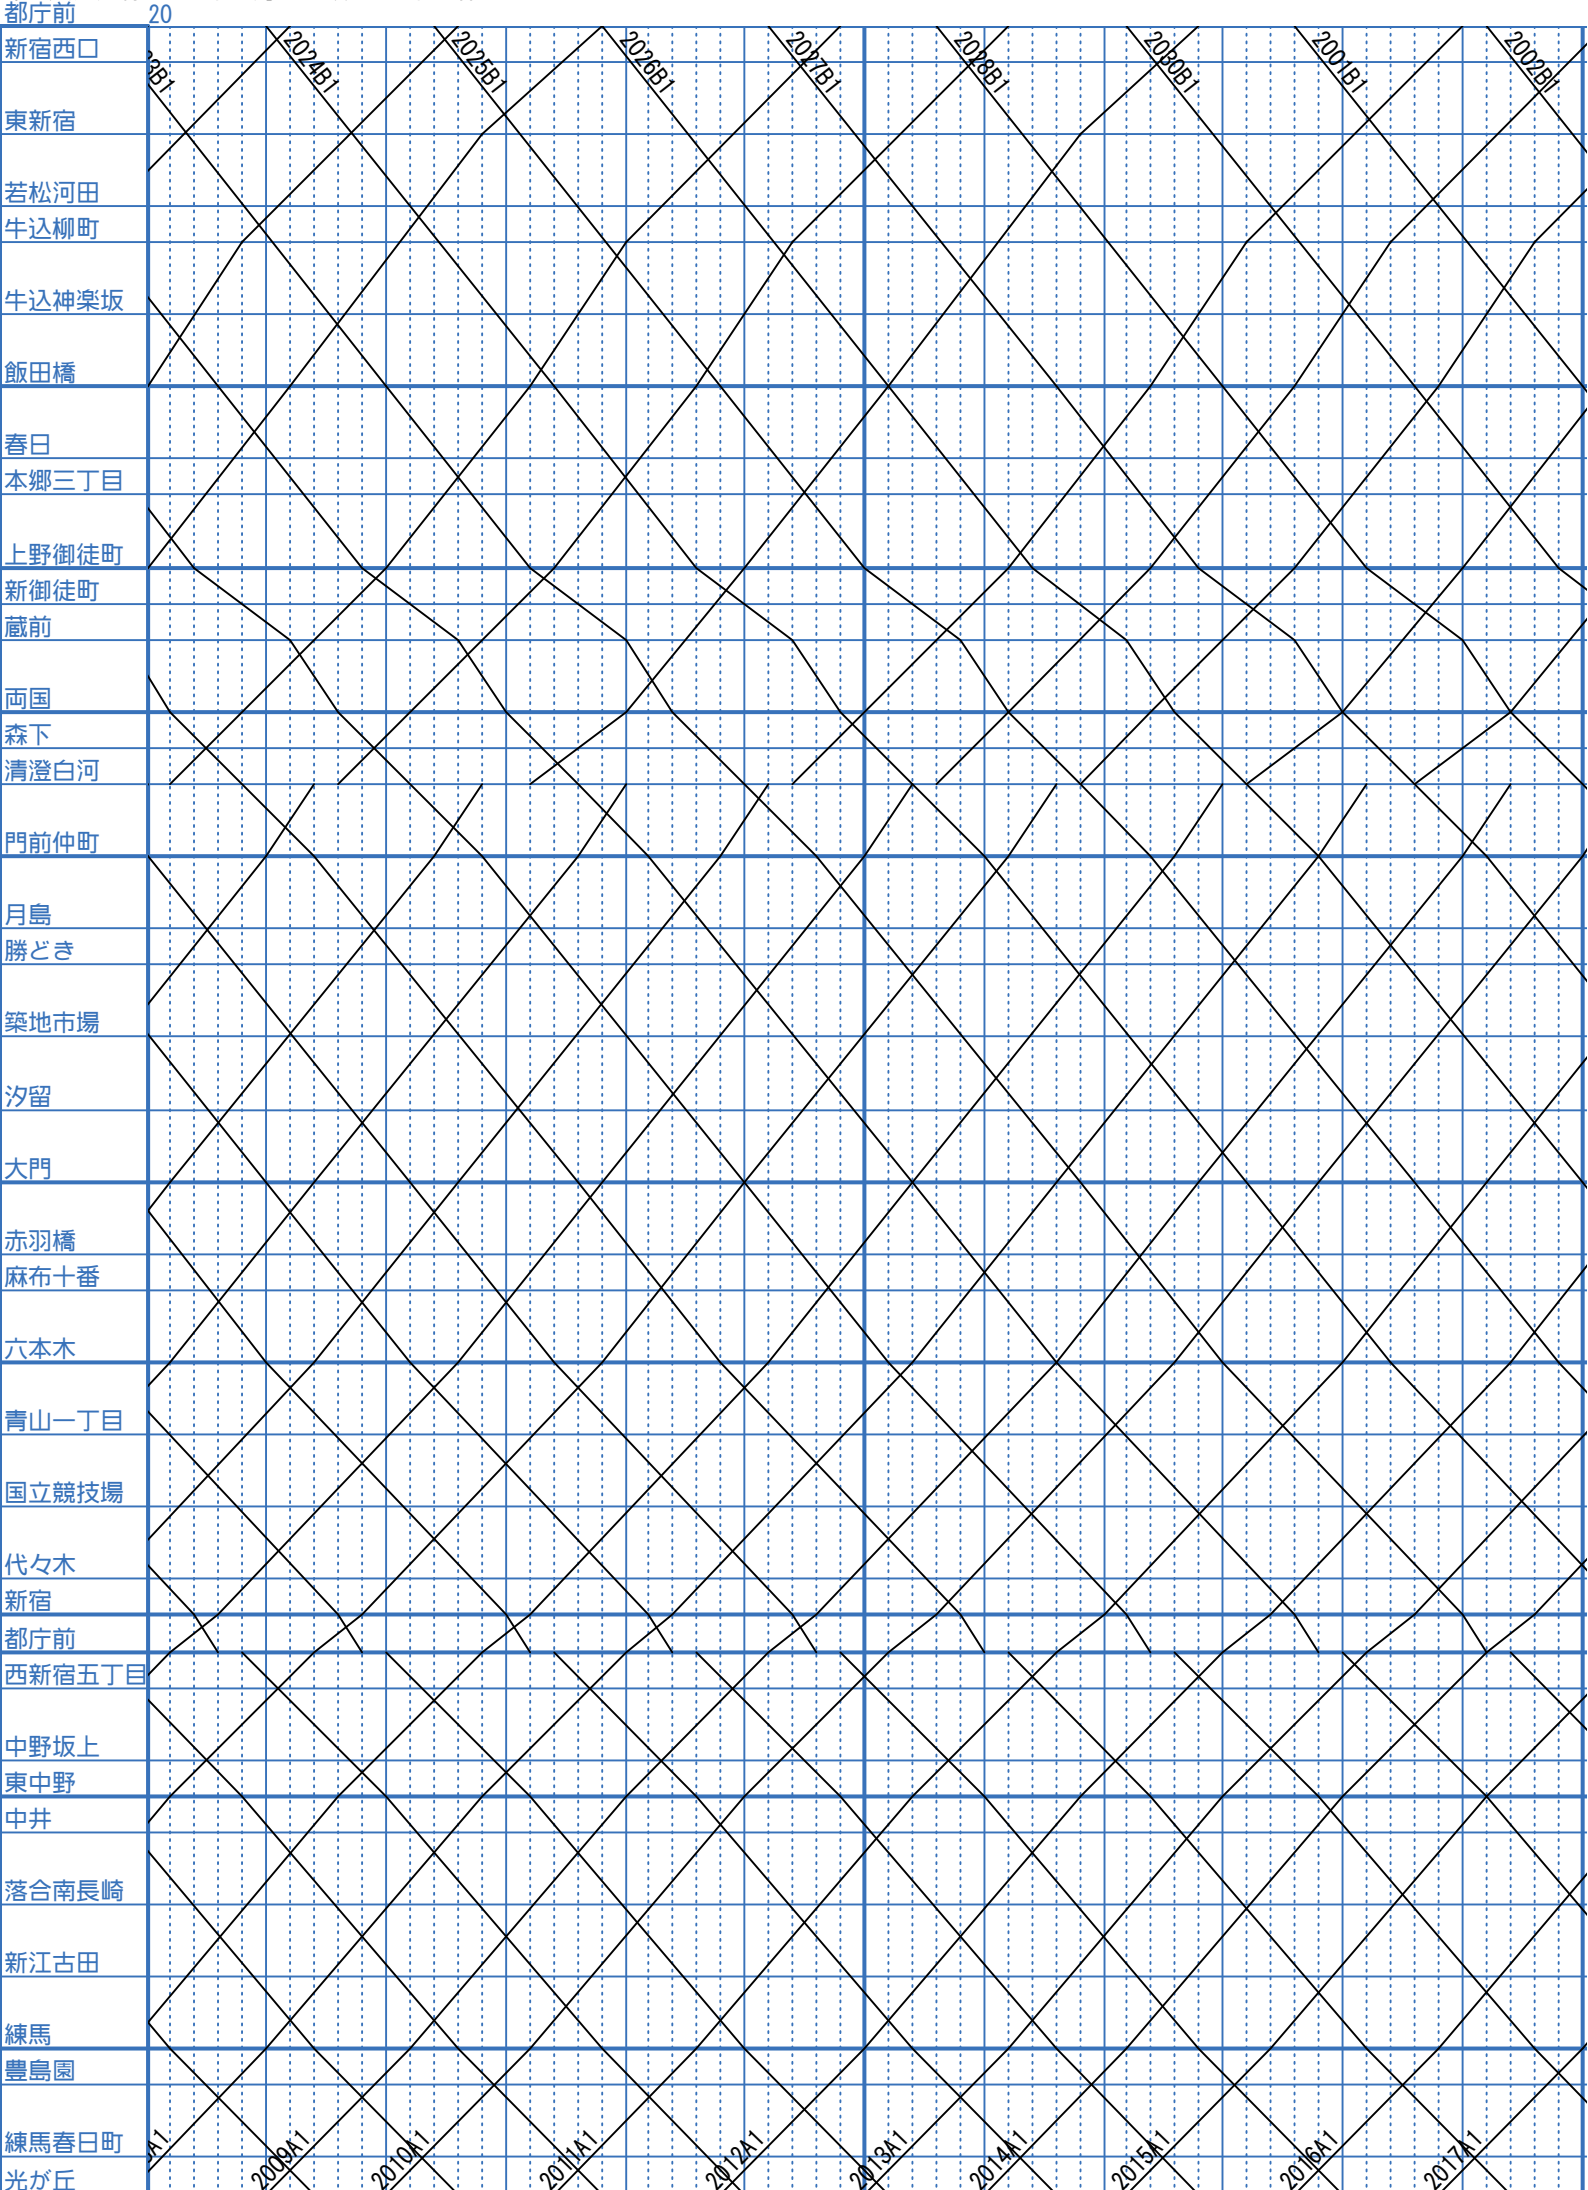 都庁前 20
新宿西口
2024B1
2025B1
2026B1
2027B1
2028B1
2030B1
2001B1
2002B1
東新宿
若松河田
牛込柳町
牛込神楽坂
飯田橋
春日
本郷三丁目
上野御徒町
新御徒町
蔵前
両国
森下
清澄白河
門前仲町
月島
勝どき
築地市場
汐留
大門
赤羽橋
麻布十番
六本木
青山一丁目
国立競技場
代々木
新宿
都庁前
西新宿五丁目
中野坂上
東中野
中井
落合南長崎
新江古田
練馬
豊島園
練馬春日町
2009A1
2010A1
2011A1
2012A1
2013A1
2014A1
2015A1
2016A1
2017A1
光が丘